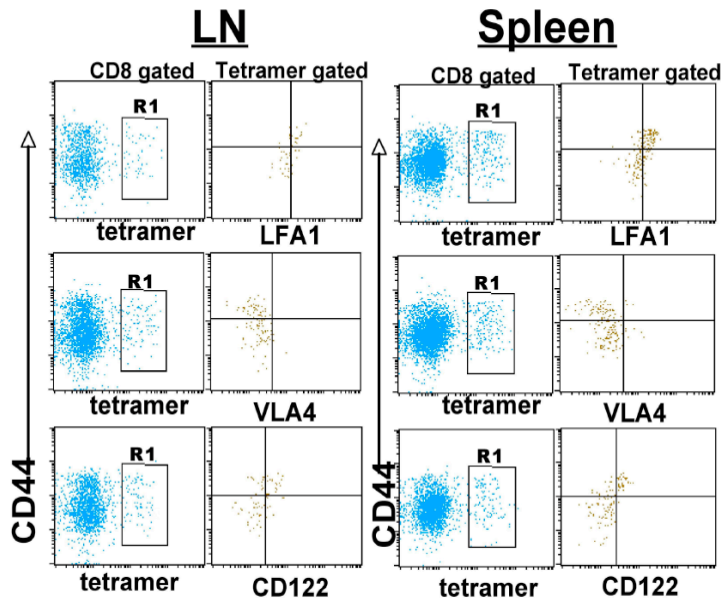 LN Spleen
CD8 gated Tetramer gated CD8 gated Tetramer gated
R1 R1
tetramer LFA1 tetramer LFA1
R1 R1
tetramer VLA4 tetramer VLA4
R1 R1
CD44 CD44
tetramer CD122 tetramer CD122